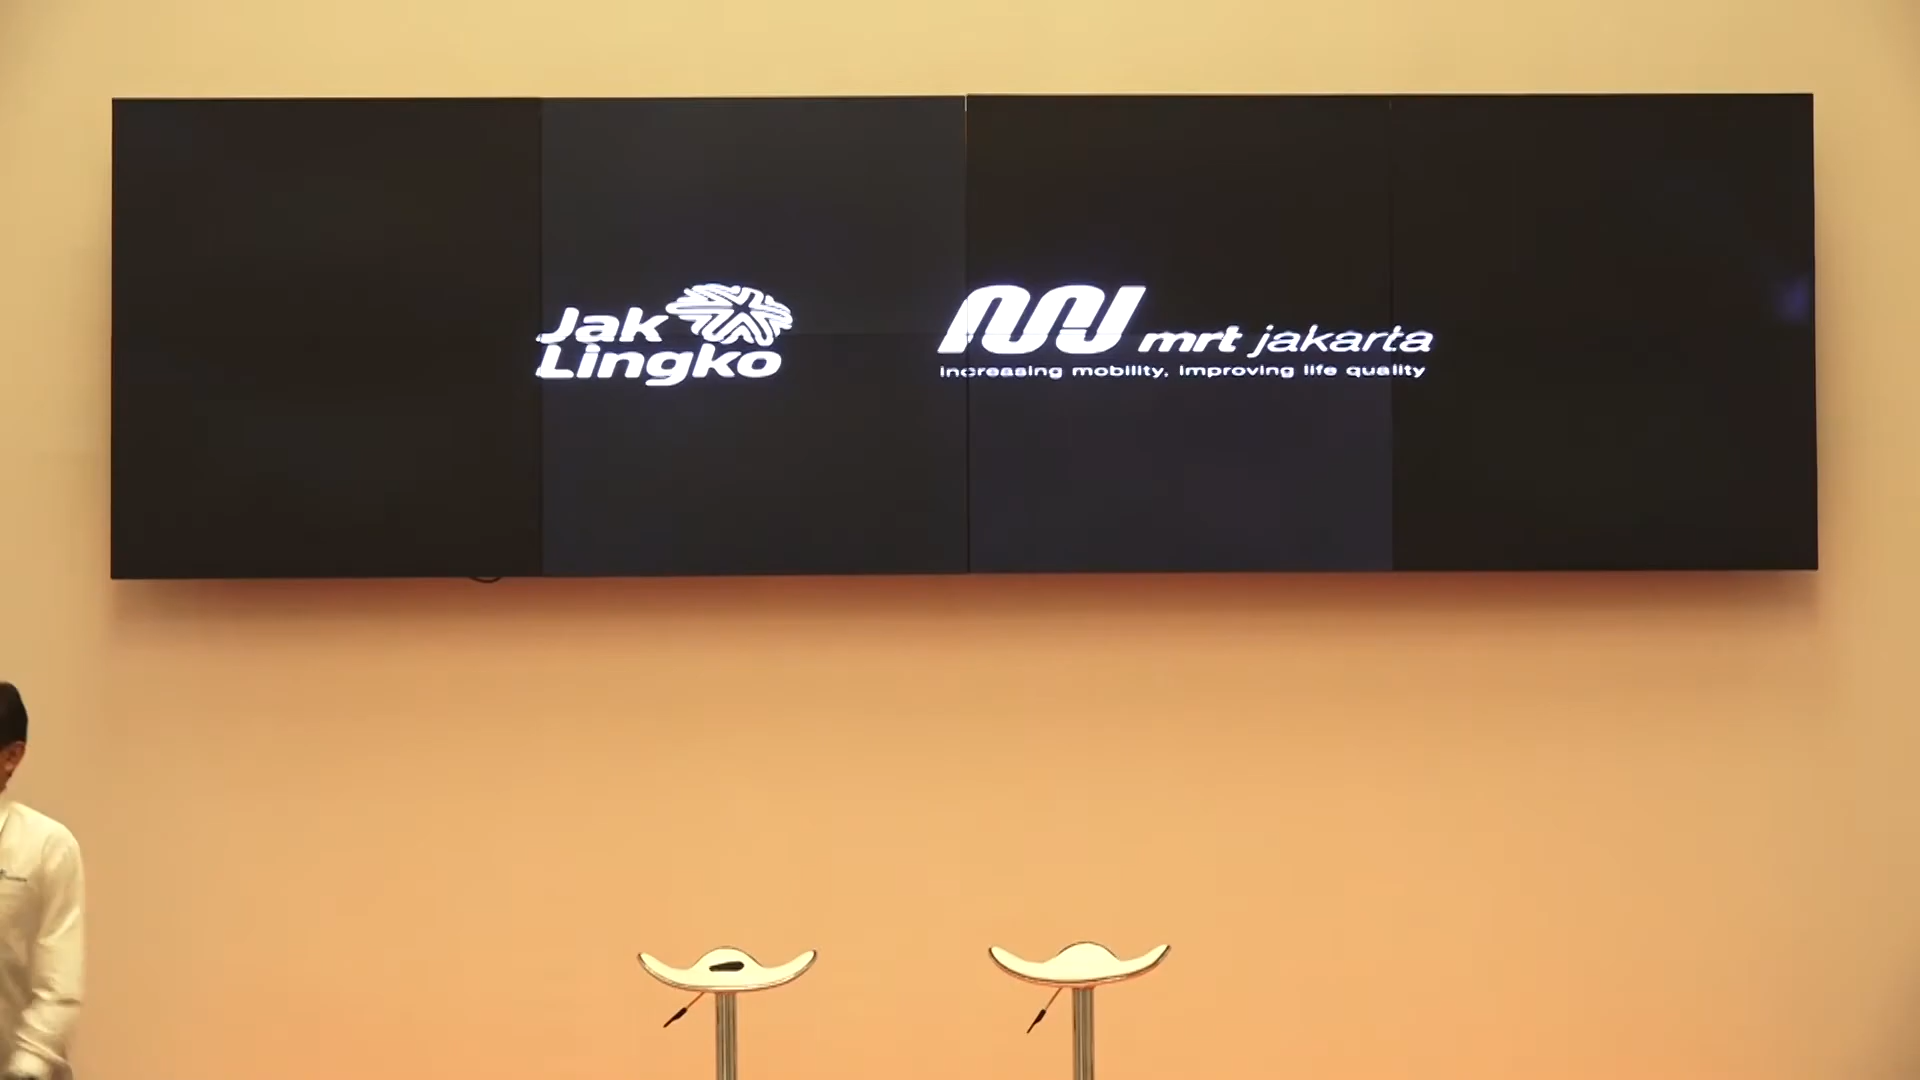 Jak
Lingko
mrt jakarta
increasing mobility, improving life quality